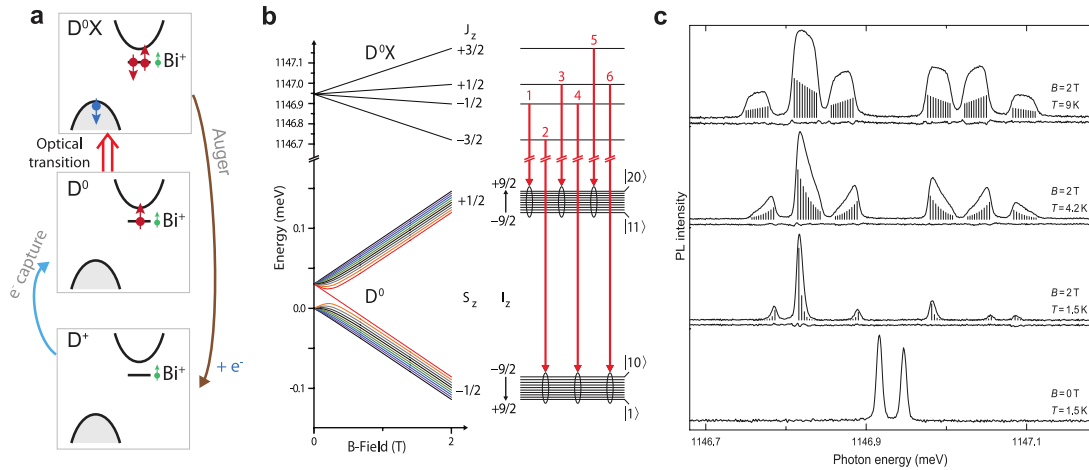 a
D⁰X
Bi⁺
Optical
transition
Auger
D⁰
Bi⁺
e⁻ capture
D⁺
+ e⁻
Bi⁺
b
D⁰X
J_z
1147.1
1147.0
1146.9
1146.8
1146.7
+3/2
+1/2
−1/2
−3/2
Energy (meV)
0.1
0.0
-0.1
+1/2
D⁰
S_z
I_z
−1/2
0
2
B-Field (T)
1
2
3
4
5
6
+9/2
−9/2
|20⟩
|11⟩
−9/2
+9/2
|10⟩
|1⟩
c
PL intensity
B = 2 T
T = 9 K
B = 2 T
T = 4.2 K
B = 2 T
T = 1.5 K
B = 0 T
T = 1.5 K
1146.7
1146.9
1147.1
Photon energy (meV)